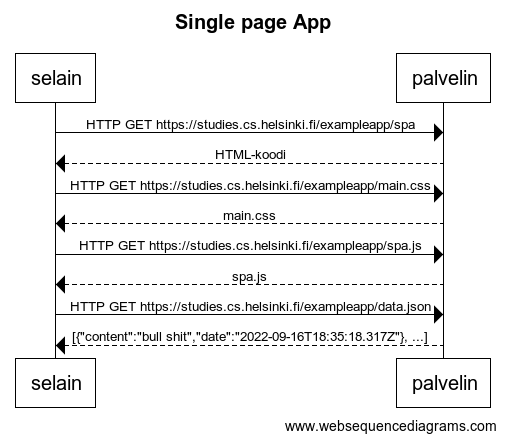 Single page App
selain palvelin
HTTP GET https://studies.cs.helsinki.fi/exampleapp/spa
HTML-koodi
HTTP GET https://studies.cs.helsinki.fi/exampleapp/main.css
main.css
HTTP GET https://studies.cs.helsinki.fi/exampleapp/spa.js
spa.js
HTTP GET https://studies.cs.helsinki.fi/exampleapp/data.json
[{"content":"bull shit","date":"2022-09-16T18:35:18.317Z"}, ...]
selain palvelin
www.websequencediagrams.com